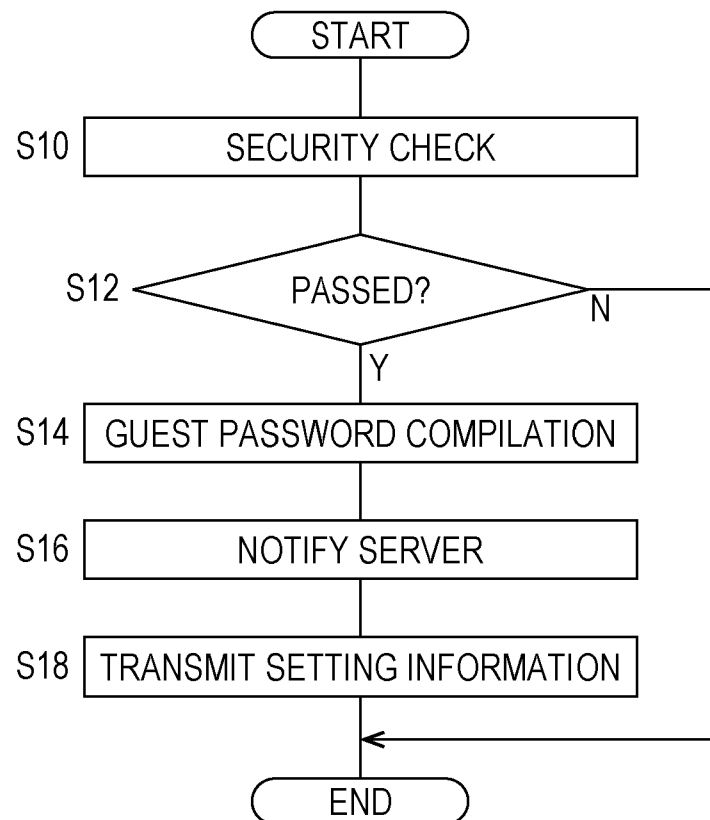 START
S10 SECURITY CHECK
S12 PASSED?
N
Y
S14 GUEST PASSWORD COMPILATION
S16 NOTIFY SERVER
S18 TRANSMIT SETTING INFORMATION
END